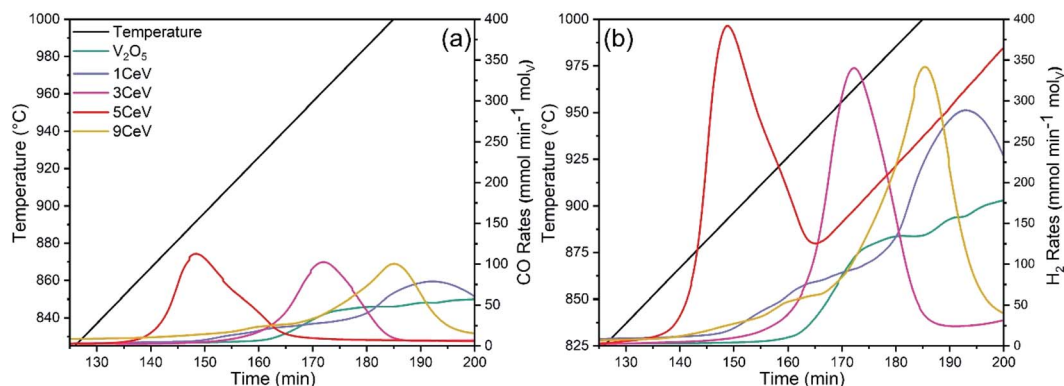 (a)
Temperature
V₂O₅
1CeV
3CeV
5CeV
9CeV
1000
980
960
940
920
900
880
860
840
Temperature (°C)
400
350
300
250
200
150
100
50
0
CO Rates (mmol min⁻¹ molᵥ)
130 140 150 160 170 180 190 200
Time (min)
(b)
1000
975
950
925
900
875
850
825
Temperature (°C)
400
350
300
250
200
150
100
50
0
H₂ Rates (mmol min⁻¹ molᵥ)
130 140 150 160 170 180 190 200
Time (min)